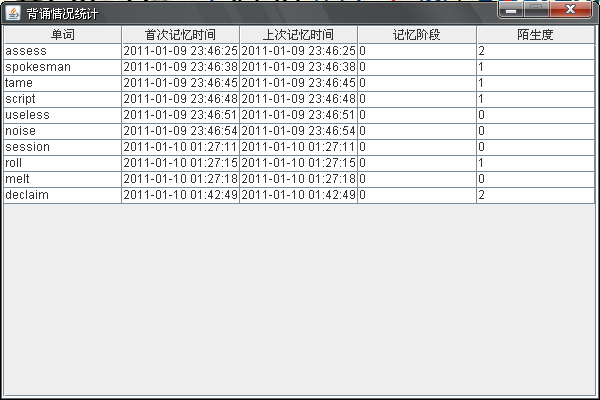 背诵情况统计
单词 首次记忆时间 上次记忆时间 记忆阶段 陌生度
assess 2011-01-09 23:46:25 2011-01-09 23:46:25 0 2
spokesman 2011-01-09 23:46:38 2011-01-09 23:46:38 0 1
tame 2011-01-09 23:46:45 2011-01-09 23:46:45 0 1
script 2011-01-09 23:46:48 2011-01-09 23:46:48 0 1
useless 2011-01-09 23:46:51 2011-01-09 23:46:51 0 0
noise 2011-01-09 23:46:54 2011-01-09 23:46:54 0 0
session 2011-01-10 01:27:11 2011-01-10 01:27:11 0 0
roll 2011-01-10 01:27:15 2011-01-10 01:27:15 0 1
melt 2011-01-10 01:27:18 2011-01-10 01:27:18 0 0
declaim 2011-01-10 01:42:49 2011-01-10 01:42:49 0 2